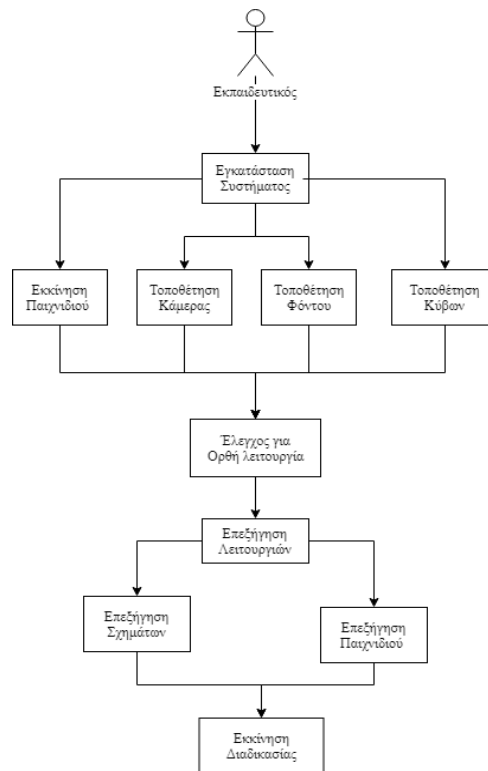 Εκπαιδευτικός
Εγκατάσταση
Συστήματος
Εκκίνηση
Παιχνιδιού
Τοποθέτηση
Κάμερας
Τοποθέτηση
Φόντου
Τοποθέτηση
Κύβων
Έλεγχος για
Ορθή λειτουργία
Επεξήγηση
Λειτουργιών
Επεξήγηση
Σχημάτων
Επεξήγηση
Παιχνιδιού
Εκκίνηση
Διαδικασίας